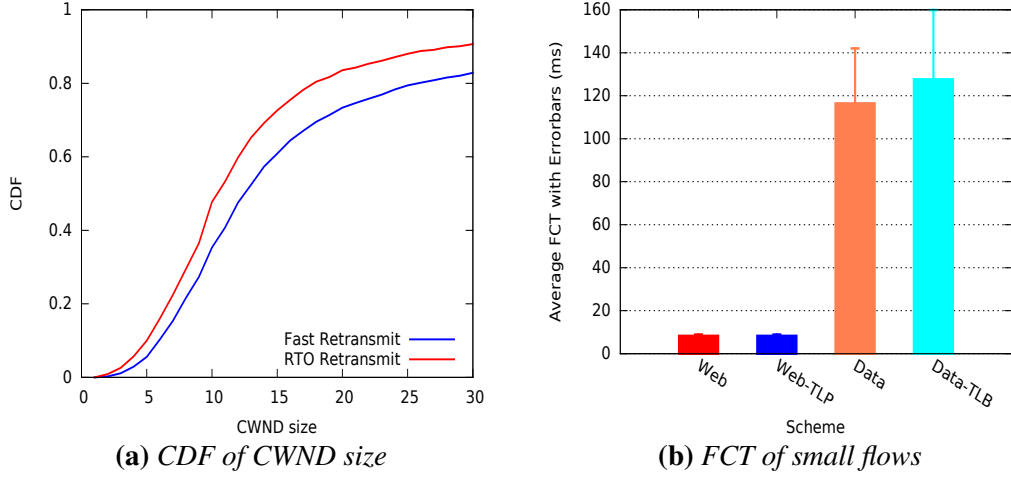 1
0.8
0.6
0.4
0.2
0
CDF
0 5 10 15 20 25 30
CWND size
Fast Retransmit
RTO Retransmit
(a) CDF of CWND size
160
140
120
100
80
60
40
20
0
Average FCT with Errorbars (ms)
Web
Web-TLP
Data
Data-TLB
Scheme
(b) FCT of small flows